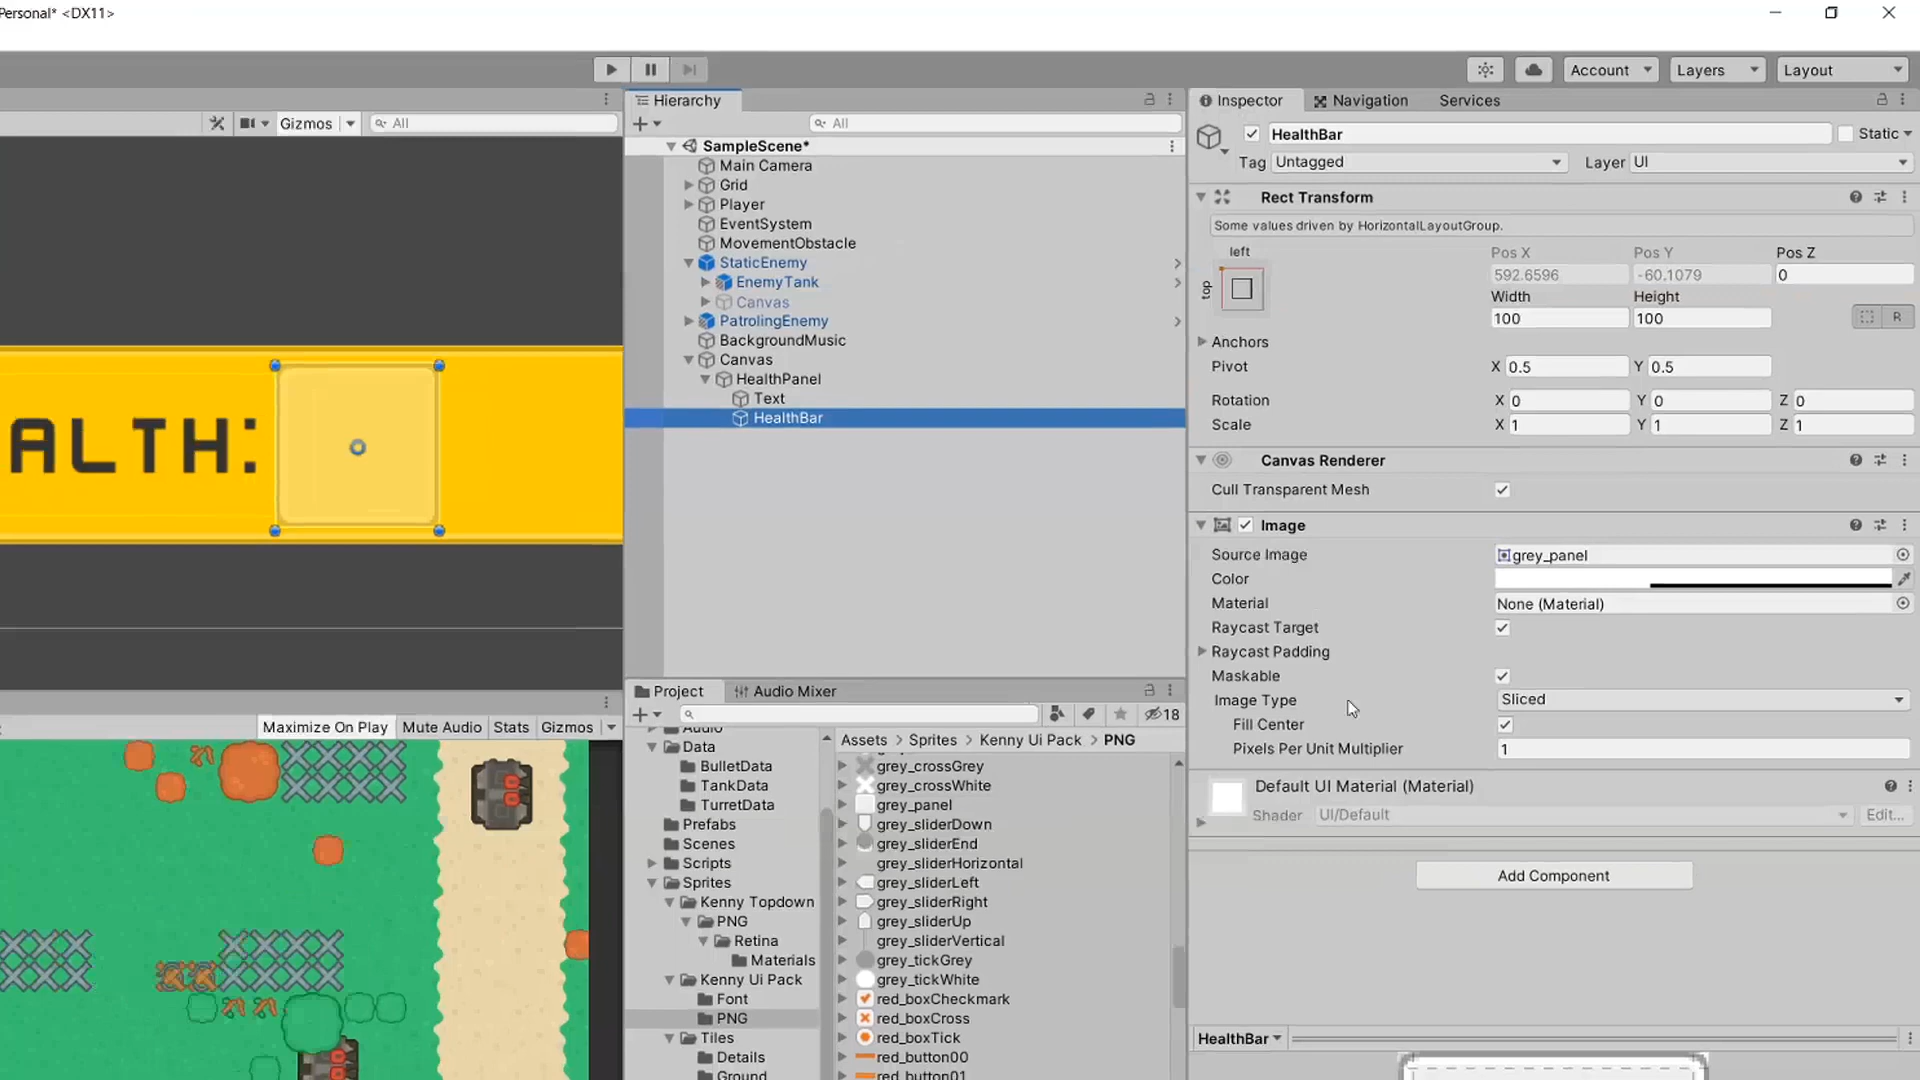 Personal* <DX11>
Account
Layers
Layout
Hierarchy
Inspector
Navigation
Services
Gizmos
All
All
HealthBar
Static
SampleScene*
Tag
Untagged
Layer
UI
Main Camera
Grid
Player
EventSystem
MovementObstacle
StaticEnemy
EnemyTank
Canvas
PatrolingEnemy
BackgroundMusic
Canvas
HealthPanel
Text
HealthBar
Rect Transform
Some values driven by HorizontalLayoutGroup.
left
top
Pos X
Pos Y
Pos Z
592.6596
-60.1079
0
Width
Height
100
100
R
Anchors
Pivot
X 0.5
Y 0.5
Rotation
X 0
Y 0
Z 0
Scale
X 1
Y 1
Z 1
ALTH:
Canvas Renderer
Cull Transparent Mesh
Image
Source Image
grey_panel
Color
Material
None (Material)
Raycast Target
Raycast Padding
Maskable
Image Type
Sliced
Fill Center
Pixels Per Unit Multiplier
1
Default UI Material (Material)
Shader
UI/Default
Edit...
Add Component
HealthBar
Project
Audio Mixer
18
Maximize On Play
Mute Audio
Stats
Gizmos
Audio
Data
BulletData
TankData
TurretData
Prefabs
Scenes
Scripts
Sprites
Kenny Topdown
PNG
Retina
Materials
Kenny Ui Pack
Font
PNG
Tiles
Details
Ground
Assets > Sprites > Kenny Ui Pack > PNG
grey_crossGrey
grey_crossWhite
grey_panel
grey_sliderDown
grey_sliderEnd
grey_sliderHorizontal
grey_sliderLeft
grey_sliderRight
grey_sliderUp
grey_sliderVertical
grey_tickGrey
grey_tickWhite
red_boxCheckmark
red_boxCross
red_boxTick
red_button00
red_button01